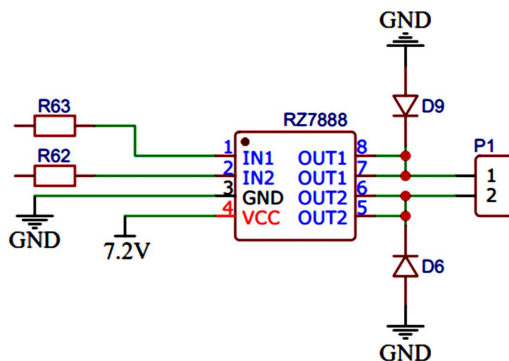 GND
D9
R63
RZ7888
P1
1 IN1 OUT1 8
R62
2 IN2 OUT1 7 1
3 GND OUT2 6 2
4 VCC OUT2 5
GND
7.2V
D6
GND